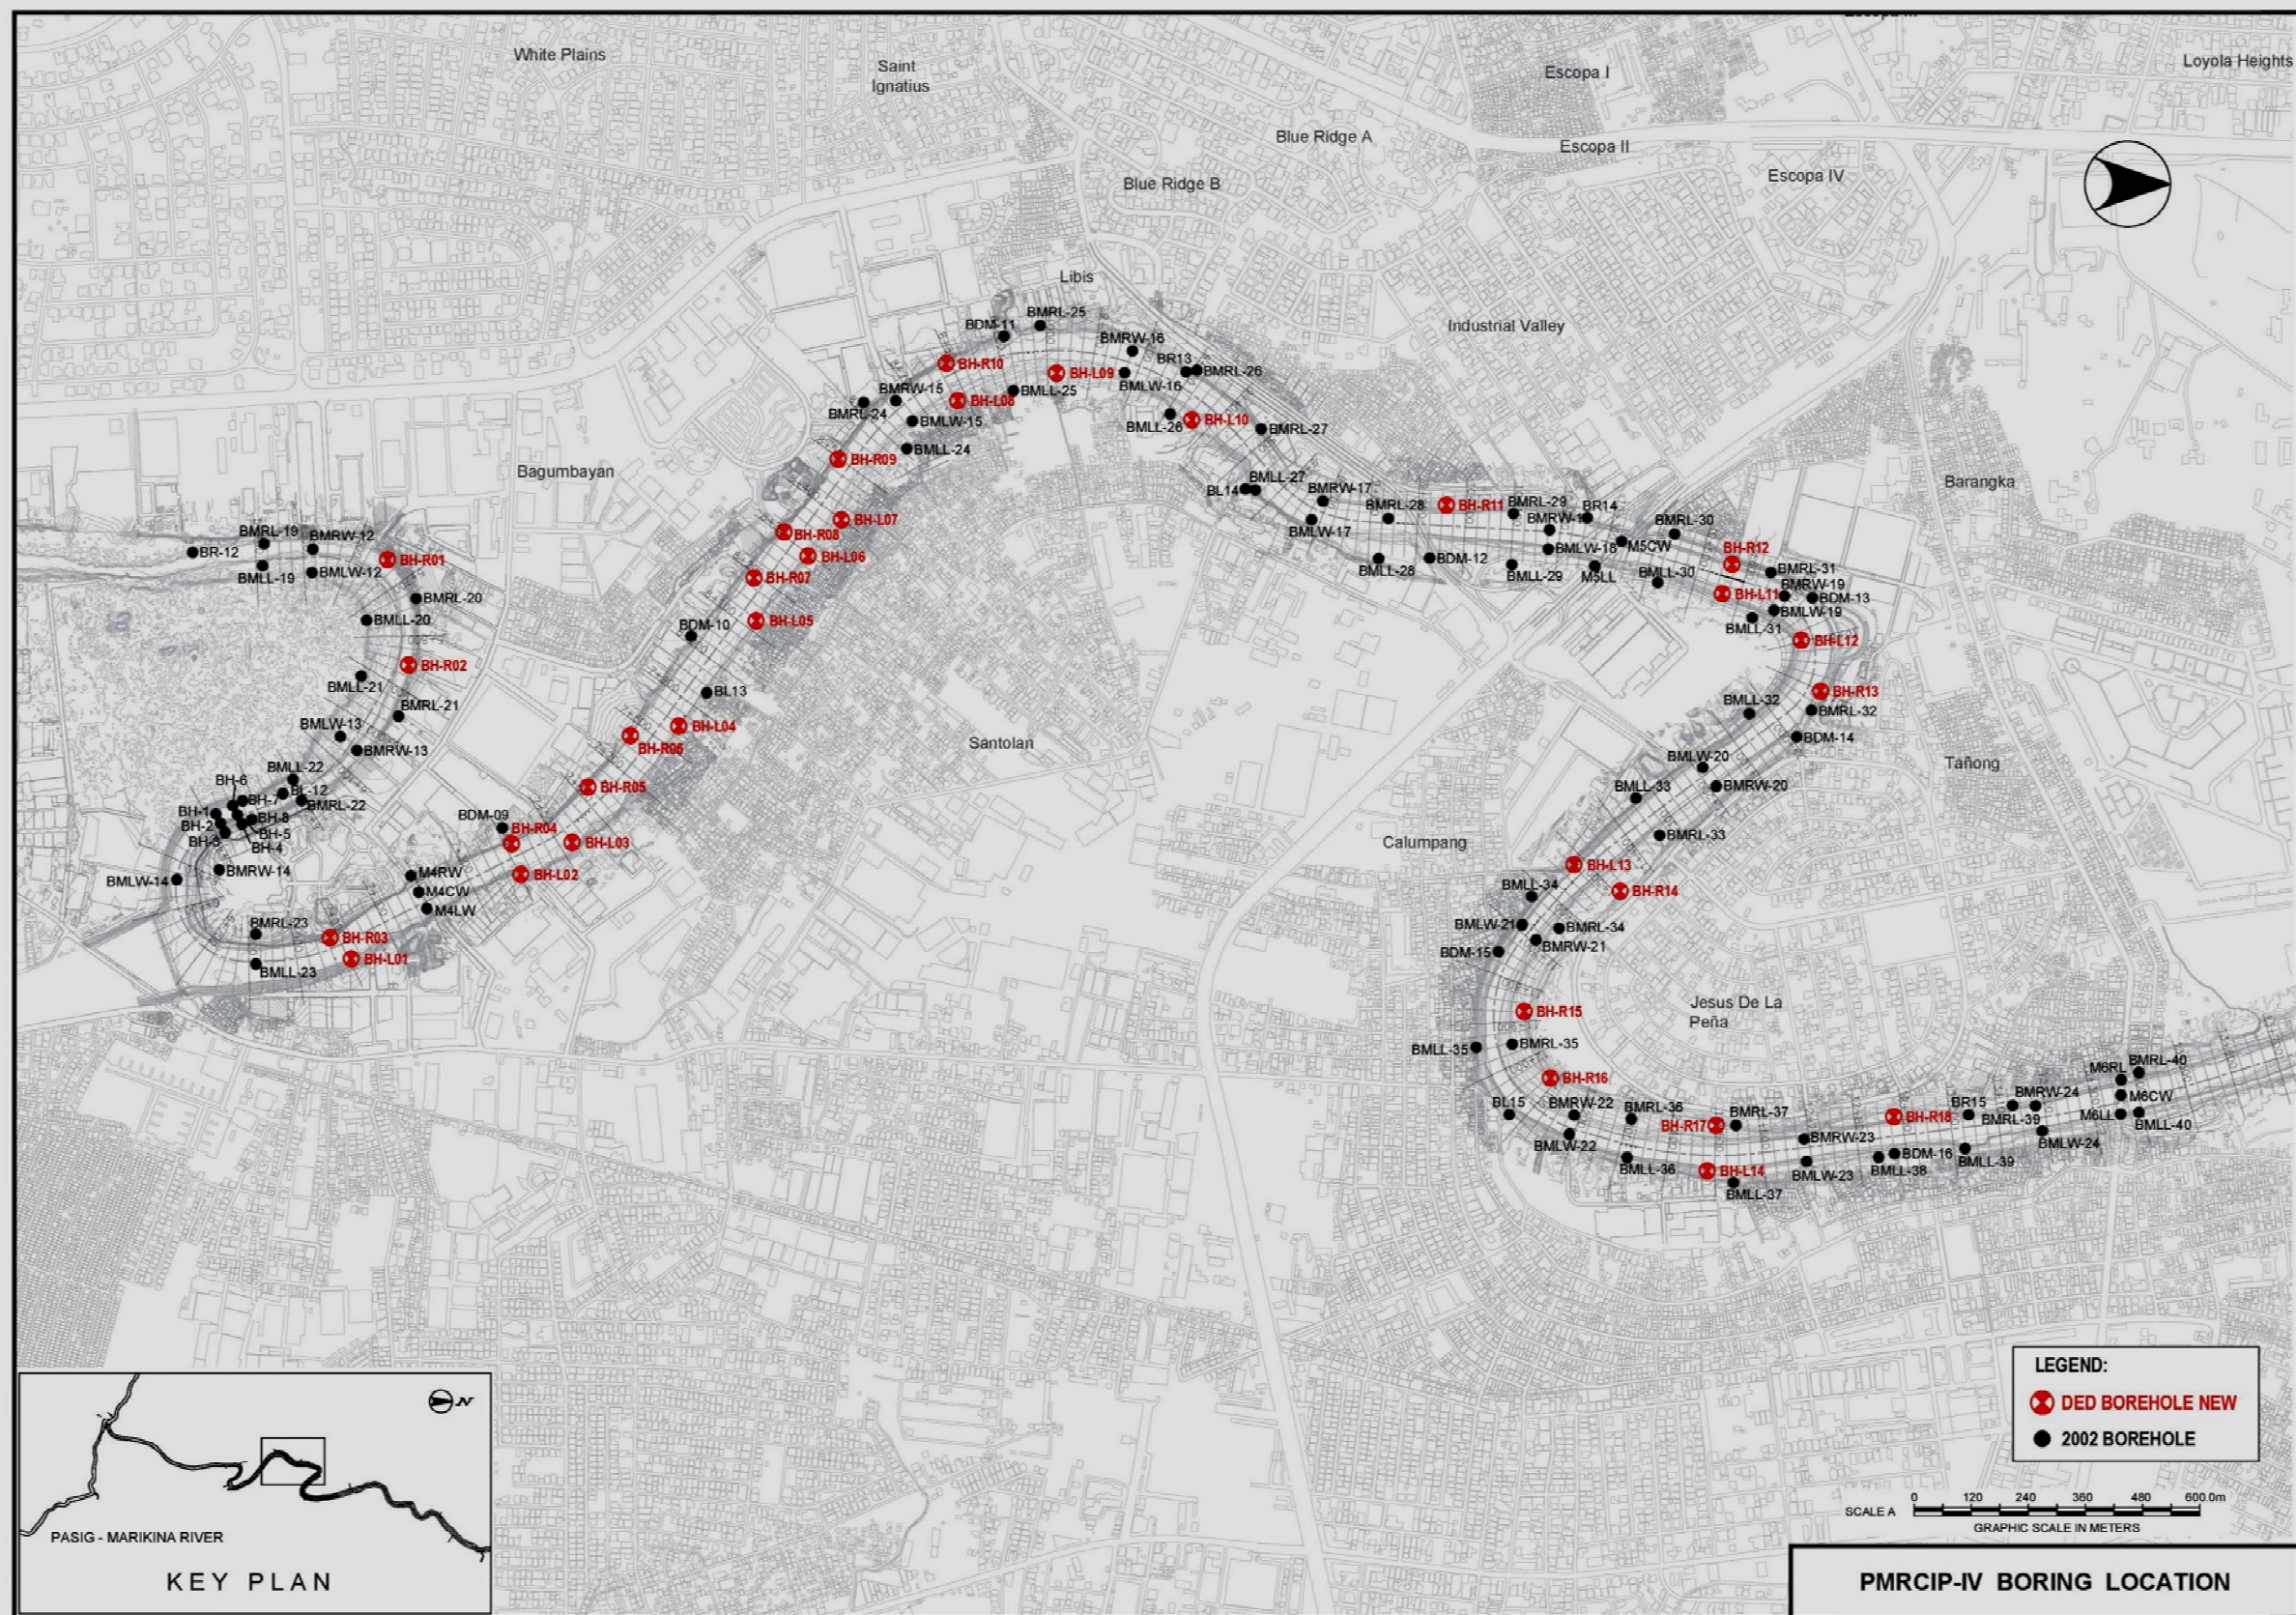 White Plains
Saint
Ignatius
Escopa I
Loyola Heights
Blue Ridge A
Escopa II
Blue Ridge B
Escopa IV
Libis
Industrial Valley
Bagumbayan
Barangka
Santolan
Tañong
Calumpang
Jesus De La
Peña
BDM-11
BMRL-25
BMRW-16
BR13
BMRL-26
BH-R10
BH-L09
BMLW-16
BMRW-15
BH-L08
BMLL-25
BMRL-24
BMLW-15
BMLL-26
BH-L10
BMRL-27
BMLL-24
BH-R09
BMLL-27
BL14
BMRW-17
BMRL-28
BH-R11
BMRL-29
BR14
BMRW-1
BMLW-17
BMRL-30
BH-L07
BH-R08
BMRL-19
BMRW-12
BR-12
BH-R01
BH-L06
BMLL-28
BDM-12
BMLW-18
M5CW
BH-R12
BMLL-19
BMLW-12
BH-R07
BMLL-29
M5LL
BMLL-30
BMRL-31
BMRW-19
BH-L11
BDM-13
BMRL-20
BMLL-20
BH-L05
BDM-10
BMLW-19
BMLL-31
BH-L12
BH-R02
BMLL-21
BL13
BH-R13
BMLL-32
BMRL-32
BMRL-21
BMLW-13
BH-L04
BH-R06
BDM-14
BMRW-13
BMLL-22
BMLW-20
BH-6
BH-7
BL-12
BMRL-22
BH-R05
BMLL-33
BMRW-20
BH-1
BH-8
BH-2
BH-5
BH-3
BH-4
BDM-09
BH-R04
BH-L03
BMRL-33
BMRW-14
BMLW-14
M4RW
BH-L02
BH-L13
M4CW
BMLL-34
BH-R14
M4LW
BMRL-23
BH-R03
BMLW-21
BMRL-34
BMRW-21
BH-L01
BMLL-23
BDM-15
BH-R15
BMLL-35
BMRL-35
BH-R16
M6RL
BMRL-40
M6CW
BL15
BMRW-22
BMRL-36
BH-R17
BMRL-37
BH-R18
BR15
BMRL-39
BMRW-24
M6LL
BMLL-40
BMLW-22
BMRW-23
BMLW-24
BMLL-36
BH-L14
BMLW-23
BDM-16
BMLL-38
BMLL-39
BMLL-37
N
PASIG - MARIKINA RIVER
KEY PLAN
LEGEND:
DED BOREHOLE NEW
2002 BOREHOLE
SCALE A
0 120 240 360 480 600.0m
GRAPHIC SCALE IN METERS
PMRCIP-IV BORING LOCATION